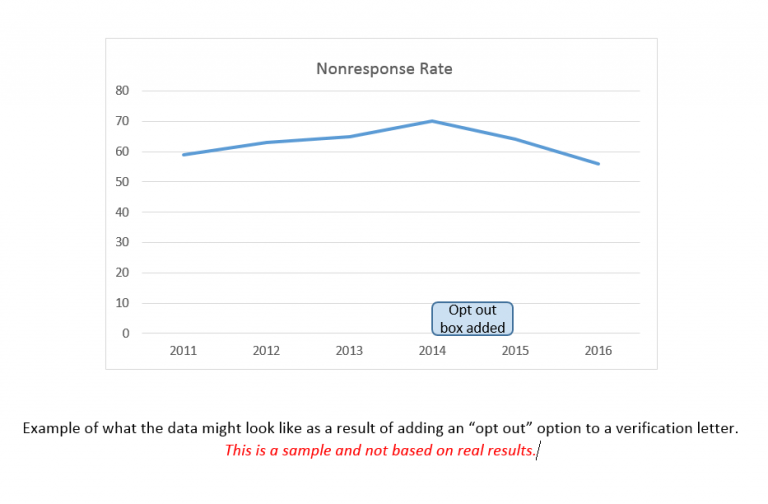 Nonresponse Rate
80
70
60
50
40
30
20
10
0
Opt out
box added
2011 2012 2013 2014 2015 2016
Example of what the data might look like as a result of adding an “opt out” option to a verification letter.
This is a sample and not based on real results.